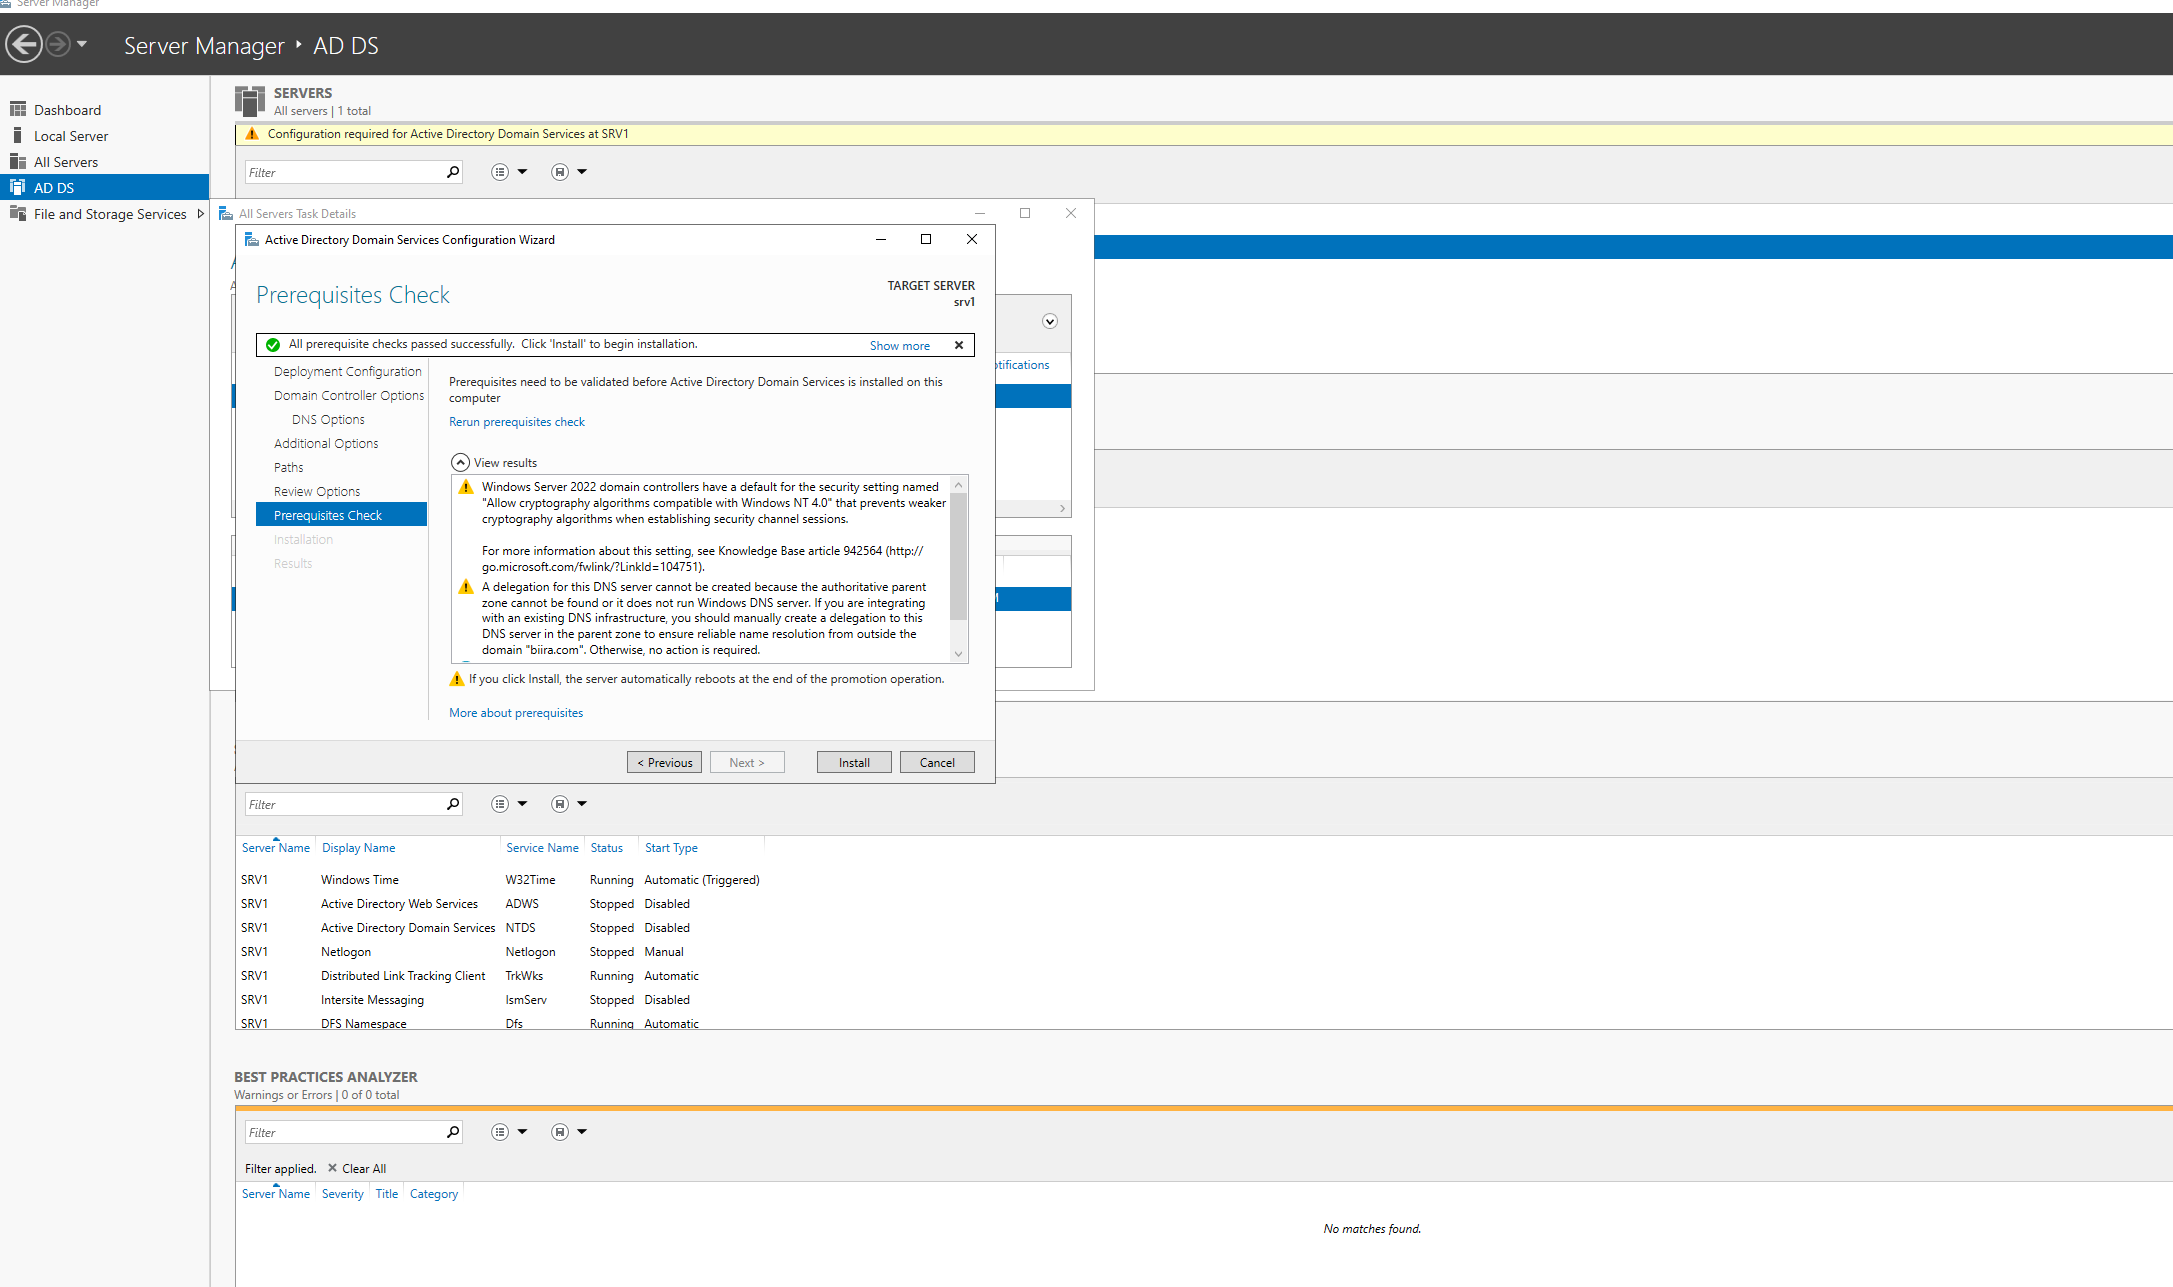 Server Manager
Server Manager ‣ AD DS
Dashboard
Local Server
All Servers
AD DS
File and Storage Services
SERVERS
All servers | 1 total
Configuration required for Active Directory Domain Services at SRV1
Filter
All Servers Task Details
Active Directory Domain Services Configuration Wizard
Prerequisites Check
TARGET SERVER
srv1
All prerequisite checks passed successfully.  Click 'Install' to begin installation.
Show more
Deployment Configuration
Domain Controller Options
DNS Options
Additional Options
Paths
Review Options
Prerequisites Check
Installation
Results
Prerequisites need to be validated before Active Directory Domain Services is installed on this
computer
Rerun prerequisites check
View results
Windows Server 2022 domain controllers have a default for the security setting named
"Allow cryptography algorithms compatible with Windows NT 4.0" that prevents weaker
cryptography algorithms when establishing security channel sessions.
For more information about this setting, see Knowledge Base article 942564 (http://
go.microsoft.com/fwlink/?LinkId=104751).
A delegation for this DNS server cannot be created because the authoritative parent
zone cannot be found or it does not run Windows DNS server. If you are integrating
with an existing DNS infrastructure, you should manually create a delegation to this
DNS server in the parent zone to ensure reliable name resolution from outside the
domain "biira.com". Otherwise, no action is required.
If you click Install, the server automatically reboots at the end of the promotion operation.
More about prerequisites
< Previous
Next >
Install
Cancel
otifications
Filter
Server Name Display Name Service Name Status Start Type
SRV1 Windows Time W32Time Running Automatic (Triggered)
SRV1 Active Directory Web Services ADWS Stopped Disabled
SRV1 Active Directory Domain Services NTDS Stopped Disabled
SRV1 Netlogon Netlogon Stopped Manual
SRV1 Distributed Link Tracking Client TrkWks Running Automatic
SRV1 Intersite Messaging IsmServ Stopped Disabled
SRV1 DFS Namespace Dfs Running Automatic
BEST PRACTICES ANALYZER
Warnings or Errors | 0 of 0 total
Filter
Filter applied. ✕ Clear All
Server Name Severity Title Category
No matches found.